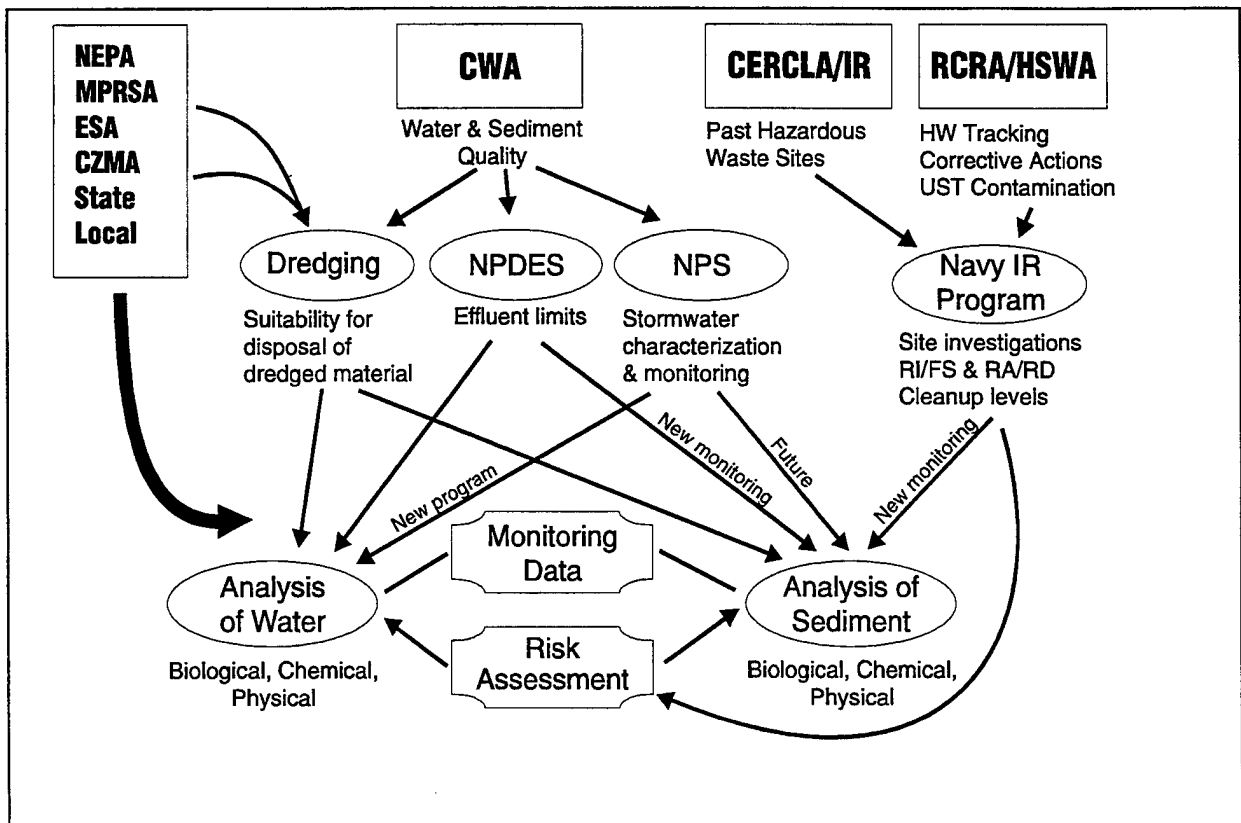 NEPA
MPRSA
ESA
CZMA
State
Local
CWA
Water & Sediment
Quality
CERCLA/IR
Past Hazardous
Waste Sites
RCRA/HSWA
HW Tracking
Corrective Actions
UST Contamination
Dredging
Suitability for
disposal of
dredged material
NPDES
Effluent limits
NPS
Stormwater
characterization
& monitoring
Navy IR
Program
Site investigations
RI/FS & RA/RD
Cleanup levels
New program
New monitoring
Future
New monitoring
Monitoring
Data
Analysis
of Water
Biological, Chemical,
Physical
Risk
Assessment
Analysis of
Sediment
Biological, Chemical,
Physical